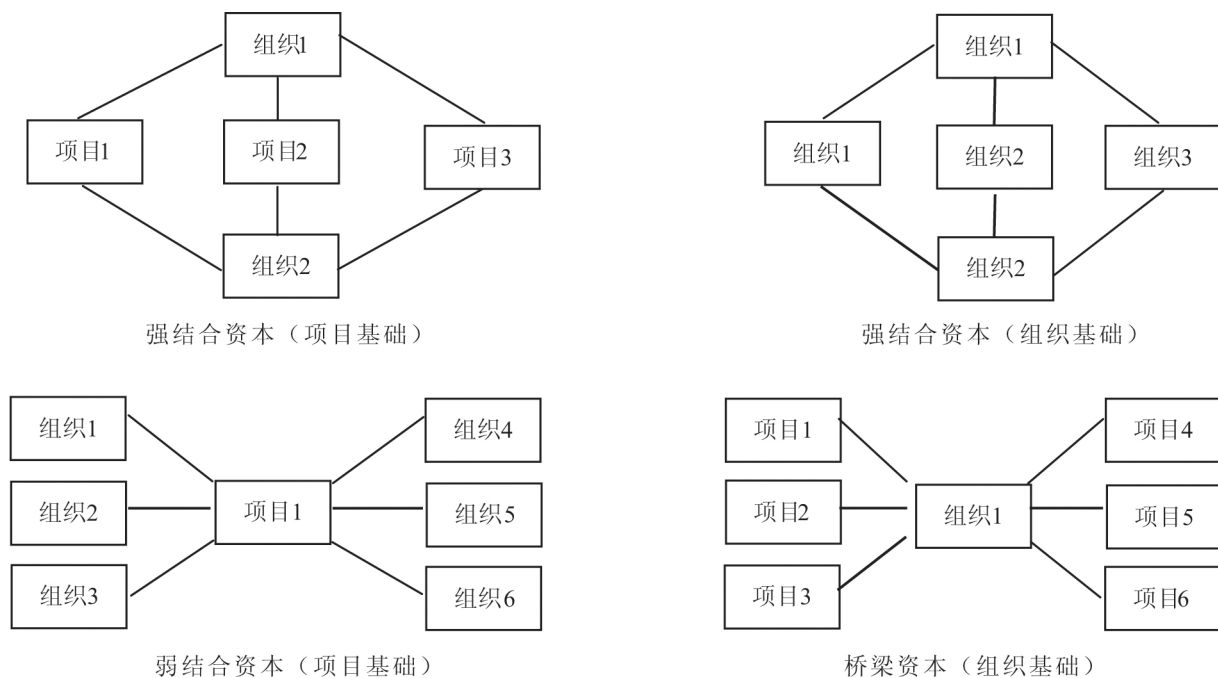 组织1
项目1
项目2
项目3
组织2
强结合资本（项目基础）
组织1
组织1
组织2
组织3
组织2
强结合资本（组织基础）
组织1
组织2
组织3
项目1
组织4
组织5
组织6
弱结合资本（项目基础）
项目1
项目2
项目3
组织1
项目4
项目5
项目6
桥梁资本（组织基础）